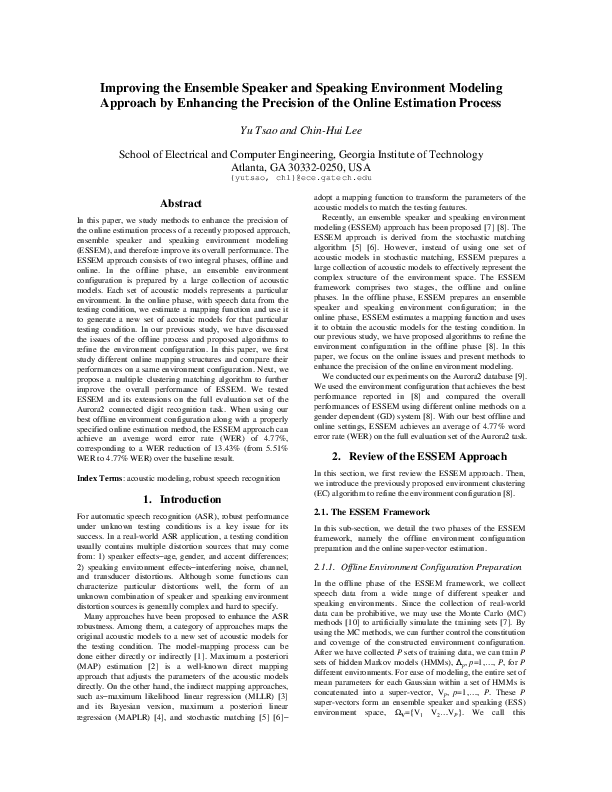 Improving the Ensemble Speaker and Speaking Environment Modeling
Approach by Enhancing the Precision of the Online Estimation Process
Yu Tsao and Chin-Hui Lee
School of Electrical and Computer Engineering, Georgia Institute of Technology
Atlanta, GA 30332-0250, USA
{yutsao, chl}@ece.gatech.edu
Abstract
In this paper, we study methods to enhance the precision of
the online estimation process of a recently proposed approach,
ensemble speaker and speaking environment modeling
(ESSEM), and therefore improve its overall performance. The
ESSEM approach consists of two integral phases, offline and
online. In the offline phase, an ensemble environment
configuration is prepared by a large collection of acoustic
models. Each set of acoustic models represents a particular
environment. In the online phase, with speech data from the
testing condition, we estimate a mapping function and use it
to generate a new set of acoustic models for that particular
testing condition. In our previous study, we have discussed
the issues of the offline process and proposed algorithms to
refine the environment configuration. In this paper, we first
study different online mapping structures and compare their
performances on a same environment configuration. Next, we
propose a multiple clustering matching algorithm to further
improve the overall performance of ESSEM. We tested
ESSEM and its extensions on the full evaluation set of the
Aurora2 connected digit recognition task. When using our
best offline environment configuration along with a properly
specified online estimation method, the ESSEM approach can
achieve an average word error rate (WER) of 4.77%,
corresponding to a WER reduction of 13.43% (from 5.51%
WER to 4.77% WER) over the baseline result.
Index Terms: acoustic modeling, robust speech recognition
1. Introduction
For automatic speech recognition (ASR), robust performance
under unknown testing conditions is a key issue for its
success. In a real-world ASR application, a testing condition
usually contains multiple distortion sources that may come
from: 1) speaker effects–age, gender, and accent differences;
2) speaking environment effects–interfering noise, channel,
and transducer distortions. Although some functions can
characterize particular distortions well, the form of an
unknown combination of speaker and speaking environment
distortion sources is generally complex and hard to specify.
Many approaches have been proposed to enhance the ASR
robustness. Among them, a category of approaches maps the
original acoustic models to a new set of acoustic models for
the testing condition. The model-mapping process can be
done either directly or indirectly [1]. Maximum a posteriori
(MAP) estimation [2] is a well-known direct mapping
approach that adjusts the parameters of the acoustic models
directly. On the other hand, the indirect mapping approaches,
such as–maximum likelihood linear regression (MLLR) [3]
and its Bayesian version, maximum a posteriori linear
regression (MAPLR) [4], and stochastic matching [5] [6]–
adopt a mapping function to transform the parameters of the
acoustic models to match the testing features.
Recently, an ensemble speaker and speaking environment
modeling (ESSEM) approach has been proposed [7] [8]. The
ESSEM approach is derived from the stochastic matching
algorithm [5] [6]. However, instead of using one set of
acoustic models in stochastic matching, ESSEM prepares a
large collection of acoustic models to effectively represent the
complex structure of the environment space. The ESSEM
framework comprises two stages, the offline and online
phases. In the offline phase, ESSEM prepares an ensemble
speaker and speaking environment configuration; in the
online phase, ESSEM estimates a mapping function and uses
it to obtain the acoustic models for the testing condition. In
our previous study, we have proposed algorithms to refine the
environment configuration in the offline phase [8]. In this
paper, we focus on the online issues and present methods to
enhance the precision of the online environment modeling.
We conducted our experiments on the Aurora2 database [9].
We used the environment configuration that achieves the best
performance reported in [8] and compared the overall
performances of ESSEM using different online methods on a
gender dependent (GD) system [8]. With our best offline and
online settings, ESSEM achieves an average of 4.77% word
error rate (WER) on the full evaluation set of the Aurora2 task.
2. Review of the ESSEM Approach
In this section, we first review the ESSEM approach. Then,
we introduce the previously proposed environment clustering
(EC) algorithm to refine the environment configuration [8].
2.1. The ESSEM Framework
In this sub-section, we detail the two phases of the ESSEM
framework, namely the offline environment configuration
preparation and the online super-vector estimation.
2.1.1. Offline Environment Configuration Preparation
In the offline phase of the ESSEM framework, we collect
speech data from a wide range of different speaker and
speaking environments. Since the collection of real-world
data can be prohibitive, we may use the Monte Carlo (MC)
methods [10] to artificially simulate the training sets [7]. By
using the MC methods, we can further control the constitution
and coverage of the constructed environment configuration.
After we have collected P sets of training data, we can train P
sets of hidden Markov models (HMMs), Λp, p=1,…, P, for P
different environments. For ease of modeling, the entire set of
mean parameters for each Gaussian within a set of HMMs is
concatenated into a super-vector, Vp, p=1,…, P. These P
super-vectors form an ensemble speaker and speaking (ESS)
environment space, ΩV={V1 V2…VP}. We call this